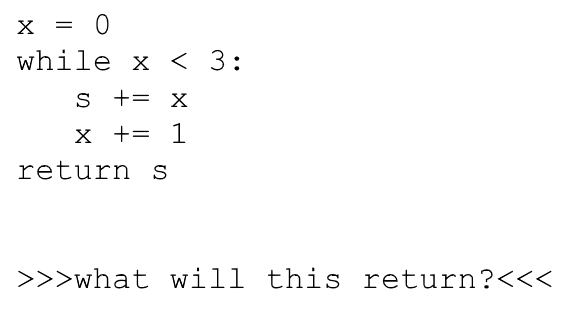 x = 0
while x < 3:
   s += x
   x += 1
return s
>>>what will this return?<<<